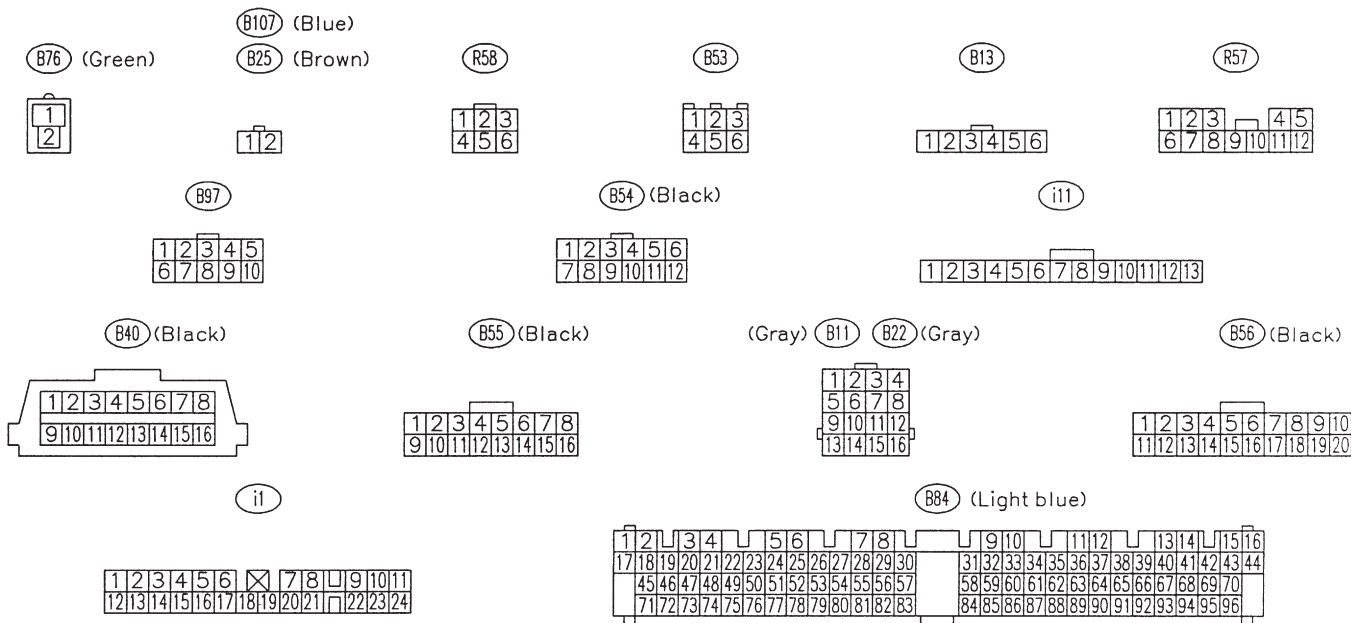 B107 (Blue)
B76 (Green) B25 (Brown) R58 B53 B13 R57
1 1 2 3 1 2 3 1 2 3 4 5
2 1 2 4 5 6 4 5 6 1 2 3 4 5 6 6 7 8 9 10 11 12
B97 B54 (Black) i11
1 2 3 4 5 1 2 3 4 5 6
6 7 8 9 10 7 8 9 10 11 12 1 2 3 4 5 6 7 8 9 10 11 12 13
B40 (Black) B55 (Black) (Gray) B11 B22 (Gray) B56 (Black)
1 2 3 4
1 2 3 4 5 6 7 8 5 6 7 8
1 2 3 4 5 6 7 8 9 10 11 12 1 2 3 4 5 6 7 8 9 10
9 10 11 12 13 14 15 16 9 10 11 12 13 14 15 16 13 14 15 16 11 12 13 14 15 16 17 18 19 20
i1 B84 (Light blue)
1 2 3 4 5 6 7 8 9 10 11 12 13 14 15 16
17 18 19 20 21 22 23 24 25 26 27 28 29 30 31 32 33 34 35 36 37 38 39 40 41 42 43 44
1 2 3 4 5 6 7 8 9 10 11 45 46 47 48 49 50 51 52 53 54 55 56 57 58 59 60 61 62 63 64 65 66 67 68 69 70
12 13 14 15 16 17 18 19 20 21 22 23 24 71 72 73 74 75 76 77 78 79 80 81 82 83 84 85 86 87 88 89 90 91 92 93 94 95 96